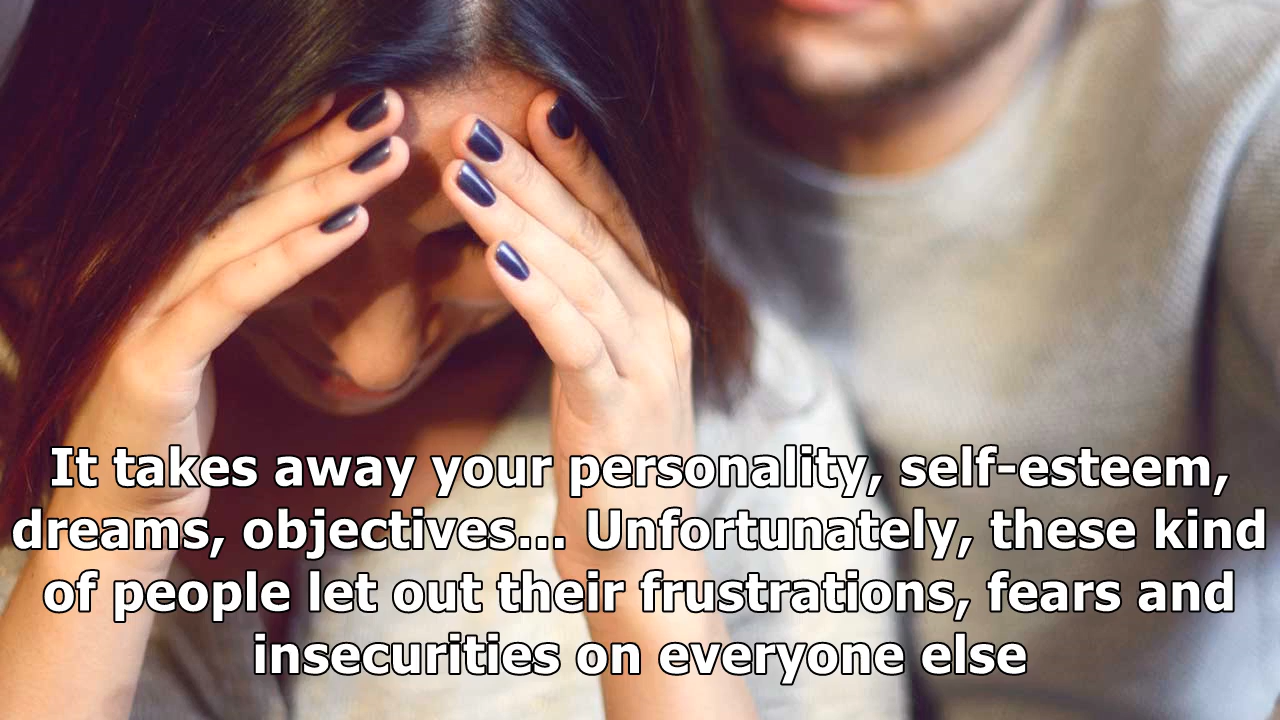 It takes away your personality, self-esteem,
dreams, objectives... Unfortunately, these kind
of people let out their frustrations, fears and
insecurities on everyone else